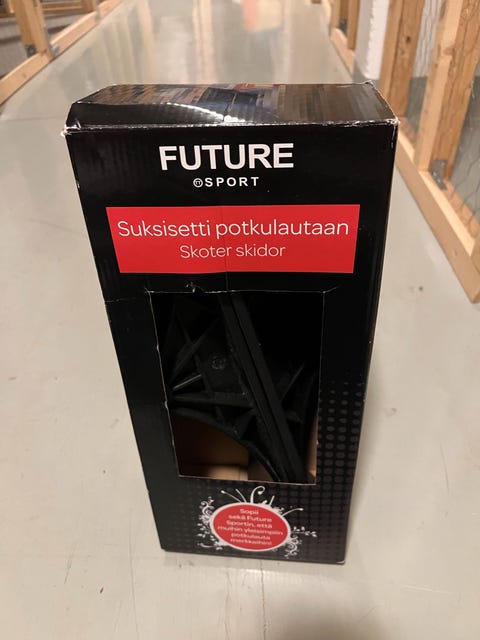 FUTURE
SPORT
Suksisetti potkulautaan
Skoter skidor
Sopii
sekä Future
Sportin, että
muihin yleisimpiin
potkulauta
merkkeihin!